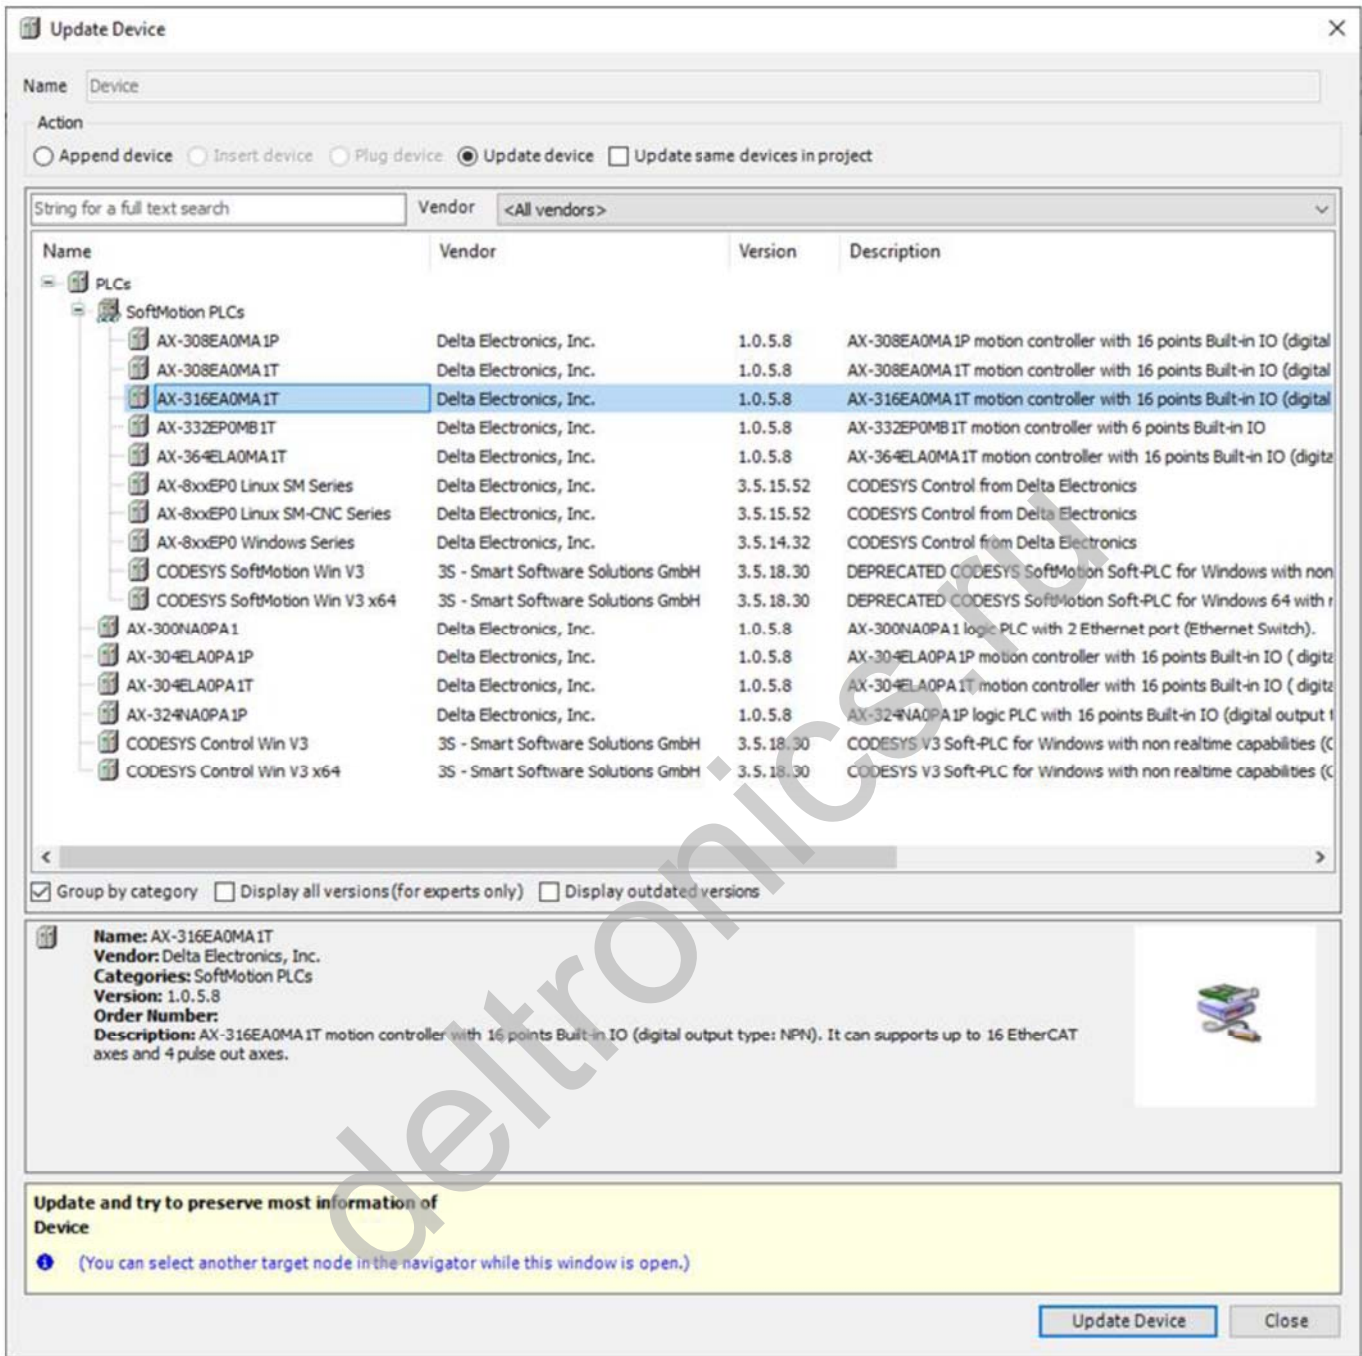 Update Device
Name Device
Action
Append device Insert device Plug device Update device Update same devices in project
String for a full text search Vendor <All vendors>
Name Vendor Version Description
PLCs
SoftMotion PLCs
AX-308EA0MA1P Delta Electronics, Inc. 1.0.5.8 AX-308EA0MA1P motion controller with 16 points Built-in IO (digital
AX-308EA0MA1T Delta Electronics, Inc. 1.0.5.8 AX-308EA0MA1T motion controller with 16 points Built-in IO (digital
AX-316EA0MA1T Delta Electronics, Inc. 1.0.5.8 AX-316EA0MA1T motion controller with 16 points Built-in IO (digital
AX-332EP0MB1T Delta Electronics, Inc. 1.0.5.8 AX-332EP0MB1T motion controller with 6 points Built-in IO
AX-364ELA0MA1T Delta Electronics, Inc. 1.0.5.8 AX-364ELA0MA1T motion controller with 16 points Built-in IO (digita
AX-8xxEP0 Linux SM Series Delta Electronics, Inc. 3.5.15.52 CODESYS Control from Delta Electronics
AX-8xxEP0 Linux SM-CNC Series Delta Electronics, Inc. 3.5.15.52 CODESYS Control from Delta Electronics
AX-8xxEP0 Windows Series Delta Electronics, Inc. 3.5.14.32 CODESYS Control from Delta Electronics
CODESYS SoftMotion Win V3 3S - Smart Software Solutions GmbH 3.5.18.30 DEPRECATED CODESYS SoftMotion Soft-PLC for Windows with non
CODESYS SoftMotion Win V3 x64 3S - Smart Software Solutions GmbH 3.5.18.30 DEPRECATED CODESYS SoftMotion Soft-PLC for Windows 64 with
AX-300NA0PA1 Delta Electronics, Inc. 1.0.5.8 AX-300NA0PA1 logic PLC with 2 Ethernet port (Ethernet Switch).
AX-304ELA0PA1P Delta Electronics, Inc. 1.0.5.8 AX-304ELA0PA1P motion controller with 16 points Built-in IO ( digita
AX-304ELA0PA1T Delta Electronics, Inc. 1.0.5.8 AX-304ELA0PA1T motion controller with 16 points Built-in IO ( digita
AX-324NA0PA1P Delta Electronics, Inc. 1.0.5.8 AX-324NA0PA1P logic PLC with 16 points Built-in IO (digital output
CODESYS Control Win V3 3S - Smart Software Solutions GmbH 3.5.18.30 CODESYS V3 Soft-PLC for Windows with non realtime capabilities (C
CODESYS Control Win V3 x64 3S - Smart Software Solutions GmbH 3.5.18.30 CODESYS V3 Soft-PLC for Windows with non realtime capabilities (C
Group by category Display all versions (for experts only) Display outdated versions
Name: AX-316EA0MA1T
Vendor: Delta Electronics, Inc.
Categories: SoftMotion PLCs
Version: 1.0.5.8
Order Number:
Description: AX-316EA0MA1T motion controller with 16 points Built-in IO (digital output type: NPN). It can supports up to 16 EtherCAT
axes and 4 pulse out axes.
Update and try to preserve most information of
Device
(You can select another target node in the navigator while this window is open.)
Update Device Close
deltronics.ru